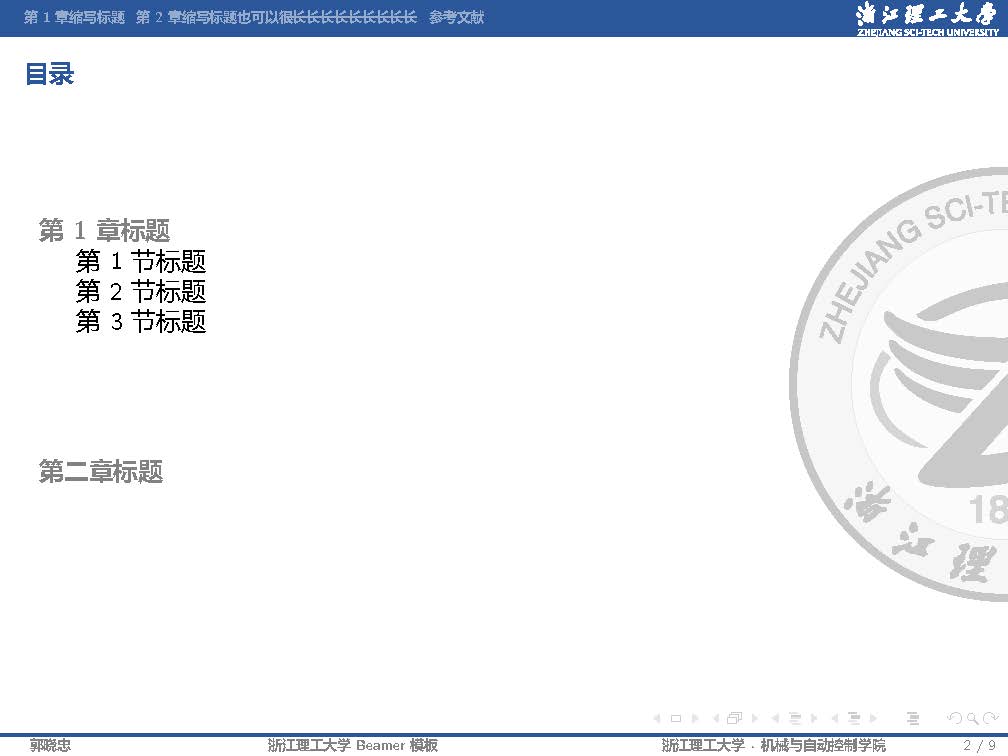 第 1 章缩写标题 第 2 章缩写标题也可以很长长长长长长长长长 参考文献
浙江理工大学
ZHEJIANG SCI-TECH UNIVERSITY
目录
第 1 章标题
第 1 节标题
第 2 节标题
第 3 节标题
第二章标题
ZHEJIANG SCI-TE
18
浙江理
郭晓忠 浙江理工大学 Beamer 模板 浙江理工大学 · 机械与自动控制学院 2 / 9